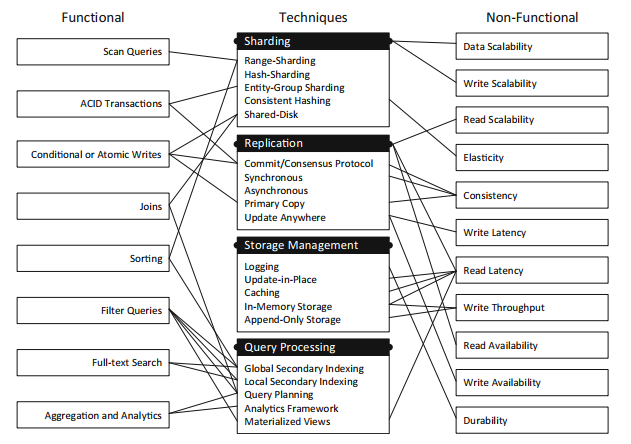 Functional
Techniques
Non-Functional
Scan Queries
ACID Transactions
Conditional or Atomic Writes
Joins
Sorting
Filter Queries
Full-text Search
Aggregation and Analytics
Sharding
Range-Sharding
Hash-Sharding
Entity-Group Sharding
Consistent Hashing
Shared-Disk
Replication
Commit/Consensus Protocol
Synchronous
Asynchronous
Primary Copy
Update Anywhere
Storage Management
Logging
Update-in-Place
Caching
In-Memory Storage
Append-Only Storage
Query Processing
Global Secondary Indexing
Local Secondary Indexing
Query Planning
Analytics Framework
Materialized Views
Data Scalability
Write Scalability
Read Scalability
Elasticity
Consistency
Write Latency
Read Latency
Write Throughput
Read Availability
Write Availability
Durability